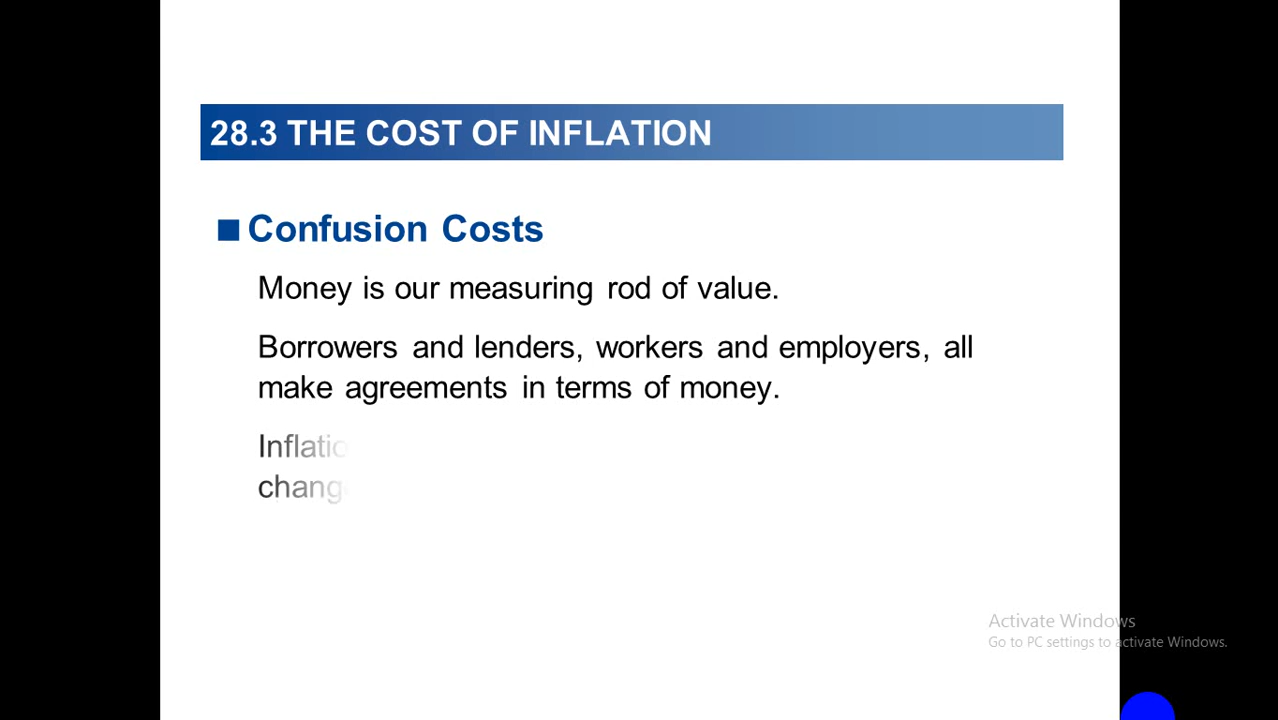 28.3 THE COST OF INFLATION
Confusion Costs
Money is our measuring rod of value.
Borrowers and lenders, workers and employers, all
make agreements in terms of money.
Activate Windows
Go to PC settings to activate Windows.